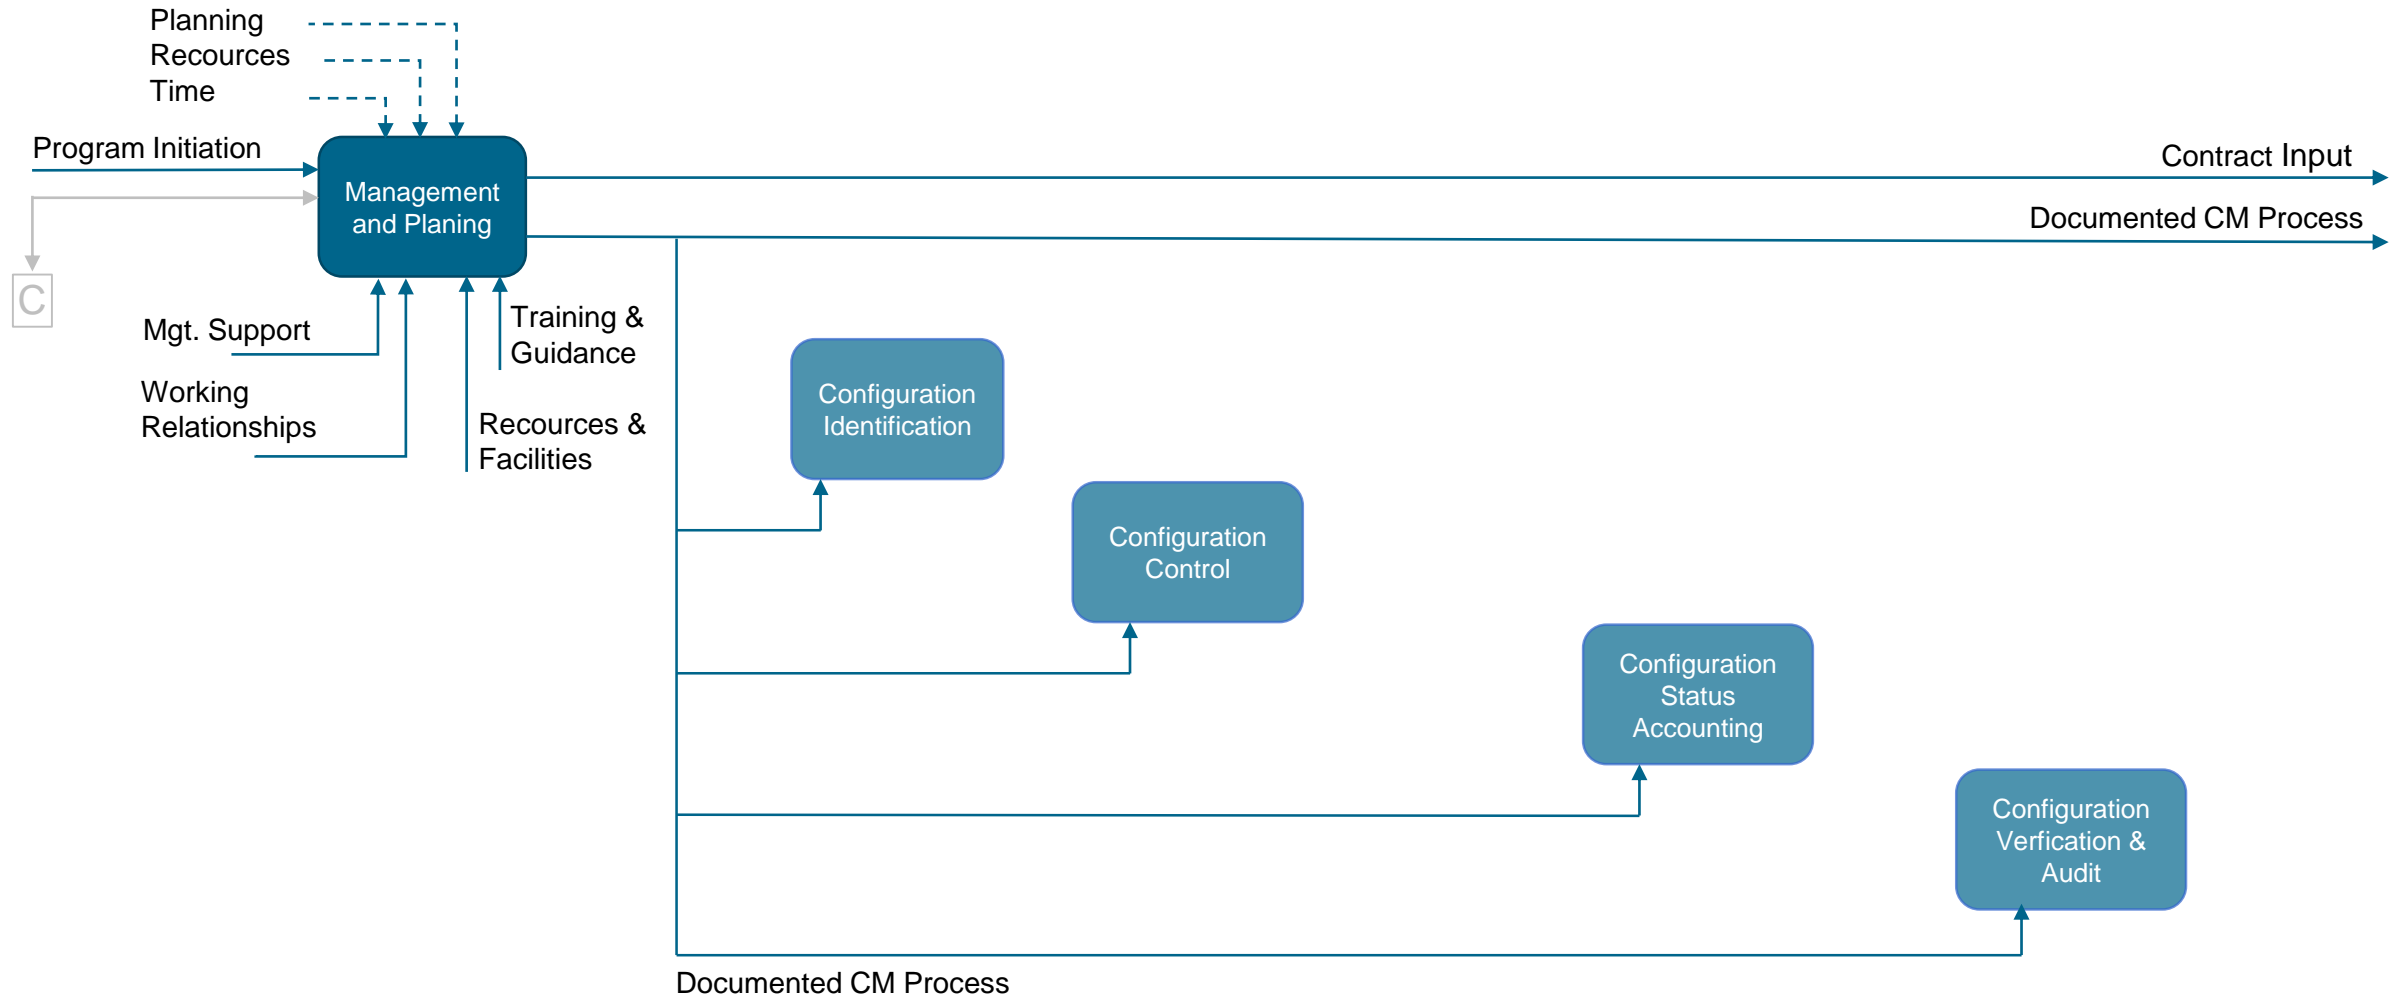 Planning
Recources
Time
Program Initiation
Management
and Planing
Contract Input
Documented CM Process
C
Mgt. Support
Training &
Guidance
Working
Relationships
Recources &
Facilities
Configuration
Identification
Configuration
Control
Configuration
Status
Accounting
Configuration
Verfication &
Audit
Documented CM Process